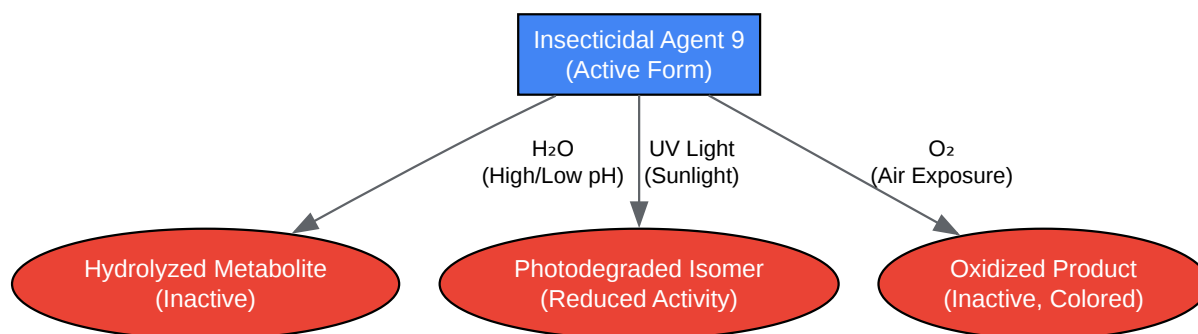 Insecticidal Agent 9
(Active Form)
H₂O
(High/Low pH)
UV Light
(Sunlight)
O₂
(Air Exposure)
Hydrolyzed Metabolite
(Inactive)
Photodegraded Isomer
(Reduced Activity)
Oxidized Product
(Inactive, Colored)